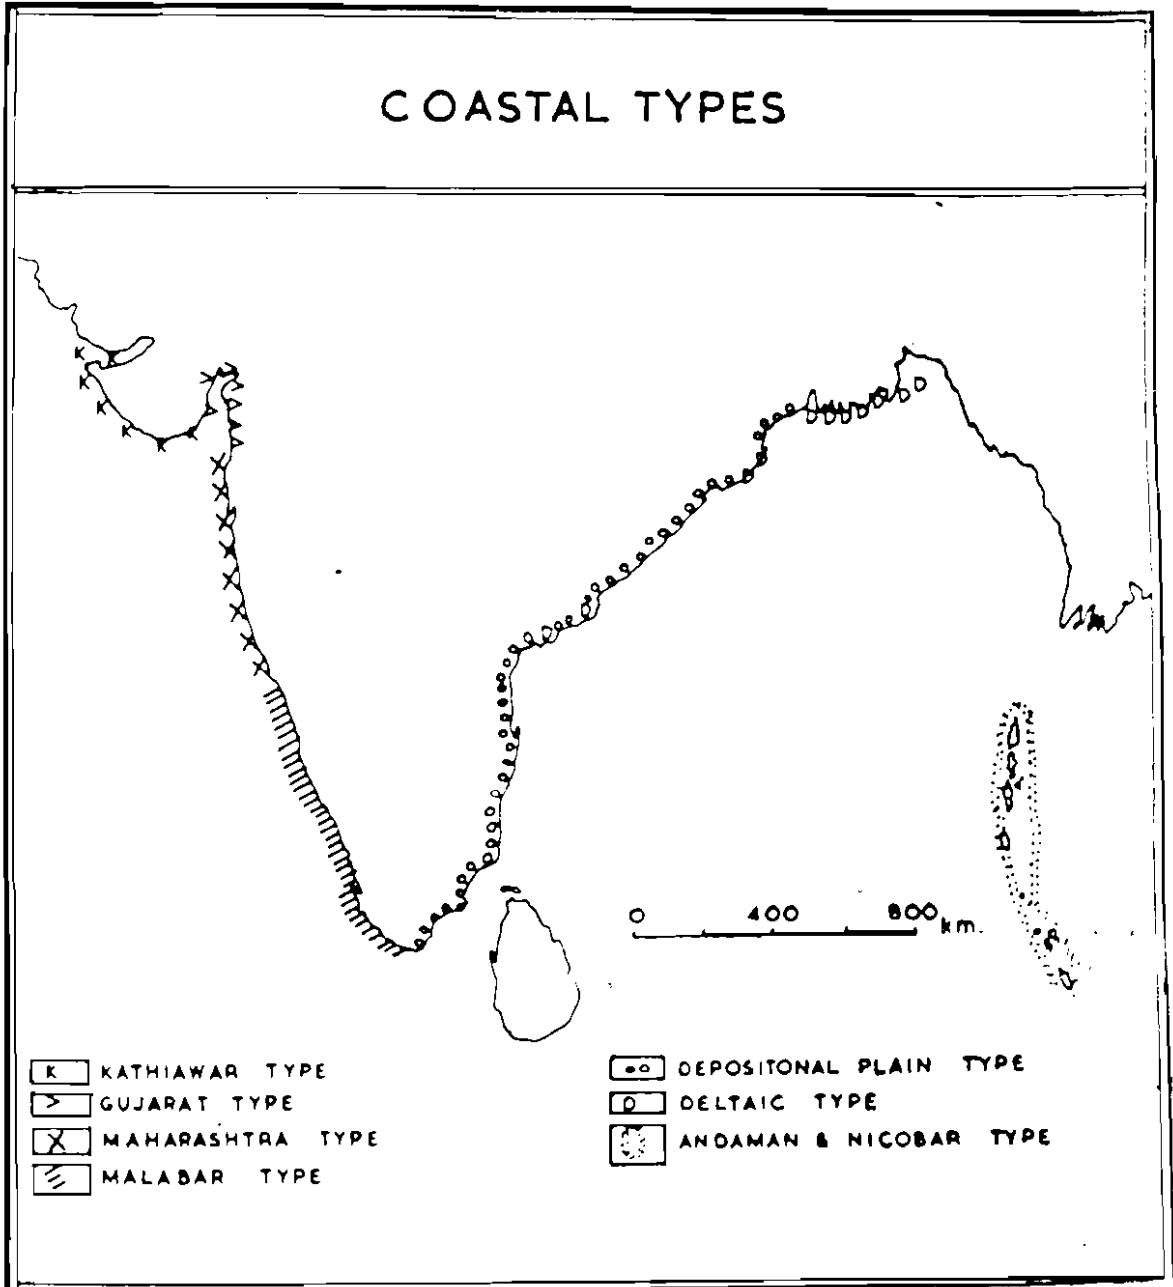 COASTAL TYPES
0 400 800 km.
K KATHIAWAR TYPE
> GUJARAT TYPE
X MAHARASHTRA TYPE
MALABAR TYPE
DEPOSITONAL PLAIN TYPE
D DELTAIC TYPE
ANDAMAN & NICOBAR TYPE